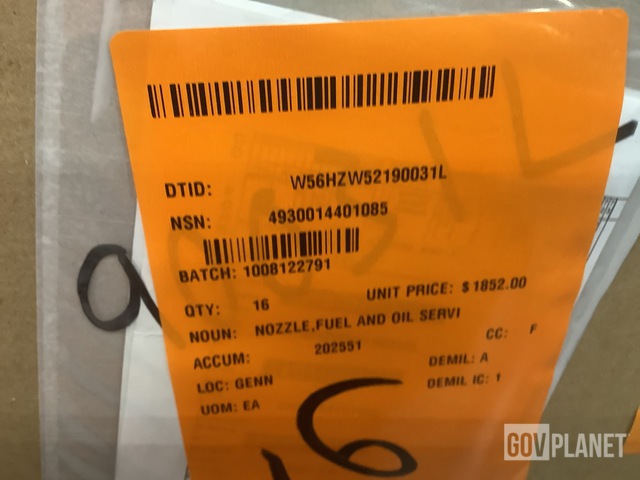 DTID: W56HZW52190031L
NSN: 4930014401085
BATCH: 1008122791
QTY: 16 UNIT PRICE: $1852.00
NOUN: NOZZLE,FUEL AND OIL SERVI
ACCUM: 202551 CC: F
LOC: GENN DEMIL: A
UOM: EA DEMIL IC: 1
16
GOVPLANET